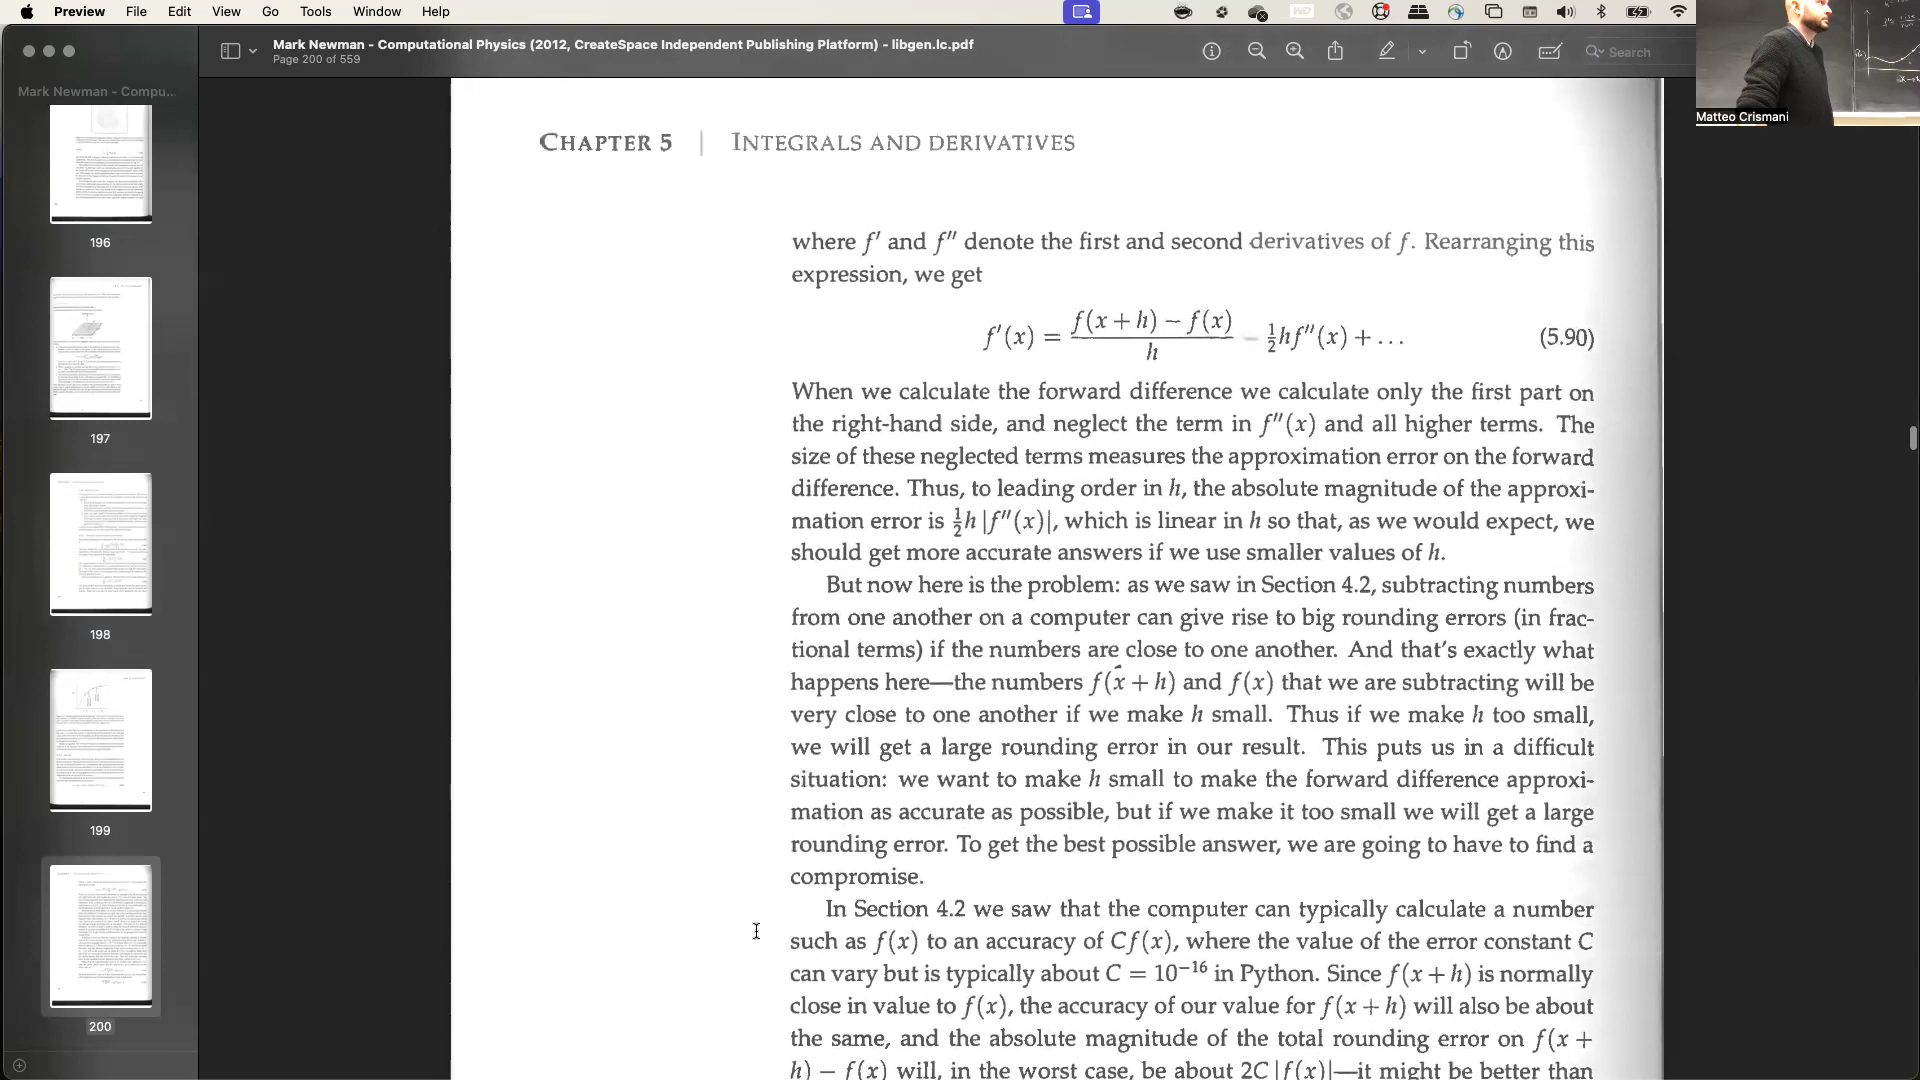 Preview File Edit View Go Tools Window Help
Mark Newman - Computational Physics (2012, CreateSpace Independent Publishing Platform) - libgen.lc.pdf
Page 200 of 559
Search
Matteo Crismani
Mark Newman - Compu...
196
197
198
199
200
CHAPTER 5 | INTEGRALS AND DERIVATIVES
where f′ and f″ denote the first and second derivatives of f. Rearranging this
expression, we get
f′(x) = \frac{f(x + h) − f(x)}{h} − ½hf″(x) + ... (5.90)
When we calculate the forward difference we calculate only the first part on
the right-hand side, and neglect the term in f″(x) and all higher terms. The
size of these neglected terms measures the approximation error on the forward
difference. Thus, to leading order in h, the absolute magnitude of the approxi-
mation error is ½h |f″(x)|, which is linear in h so that, as we would expect, we
should get more accurate answers if we use smaller values of h.
But now here is the problem: as we saw in Section 4.2, subtracting numbers
from one another on a computer can give rise to big rounding errors (in frac-
tional terms) if the numbers are close to one another. And that's exactly what
happens here—the numbers f(x + h) and f(x) that we are subtracting will be
very close to one another if we make h small. Thus if we make h too small,
we will get a large rounding error in our result. This puts us in a difficult
situation: we want to make h small to make the forward difference approxi-
mation as accurate as possible, but if we make it too small we will get a large
rounding error. To get the best possible answer, we are going to have to find a
compromise.
In Section 4.2 we saw that the computer can typically calculate a number
such as f(x) to an accuracy of Cf(x), where the value of the error constant C
can vary but is typically about C = 10⁻¹⁶ in Python. Since f(x + h) is normally
close in value to f(x), the accuracy of our value for f(x + h) will also be about
the same, and the absolute magnitude of the total rounding error on f(x +
h) − f(x) will, in the worst case, be about 2C |f(x)|—it might be better than